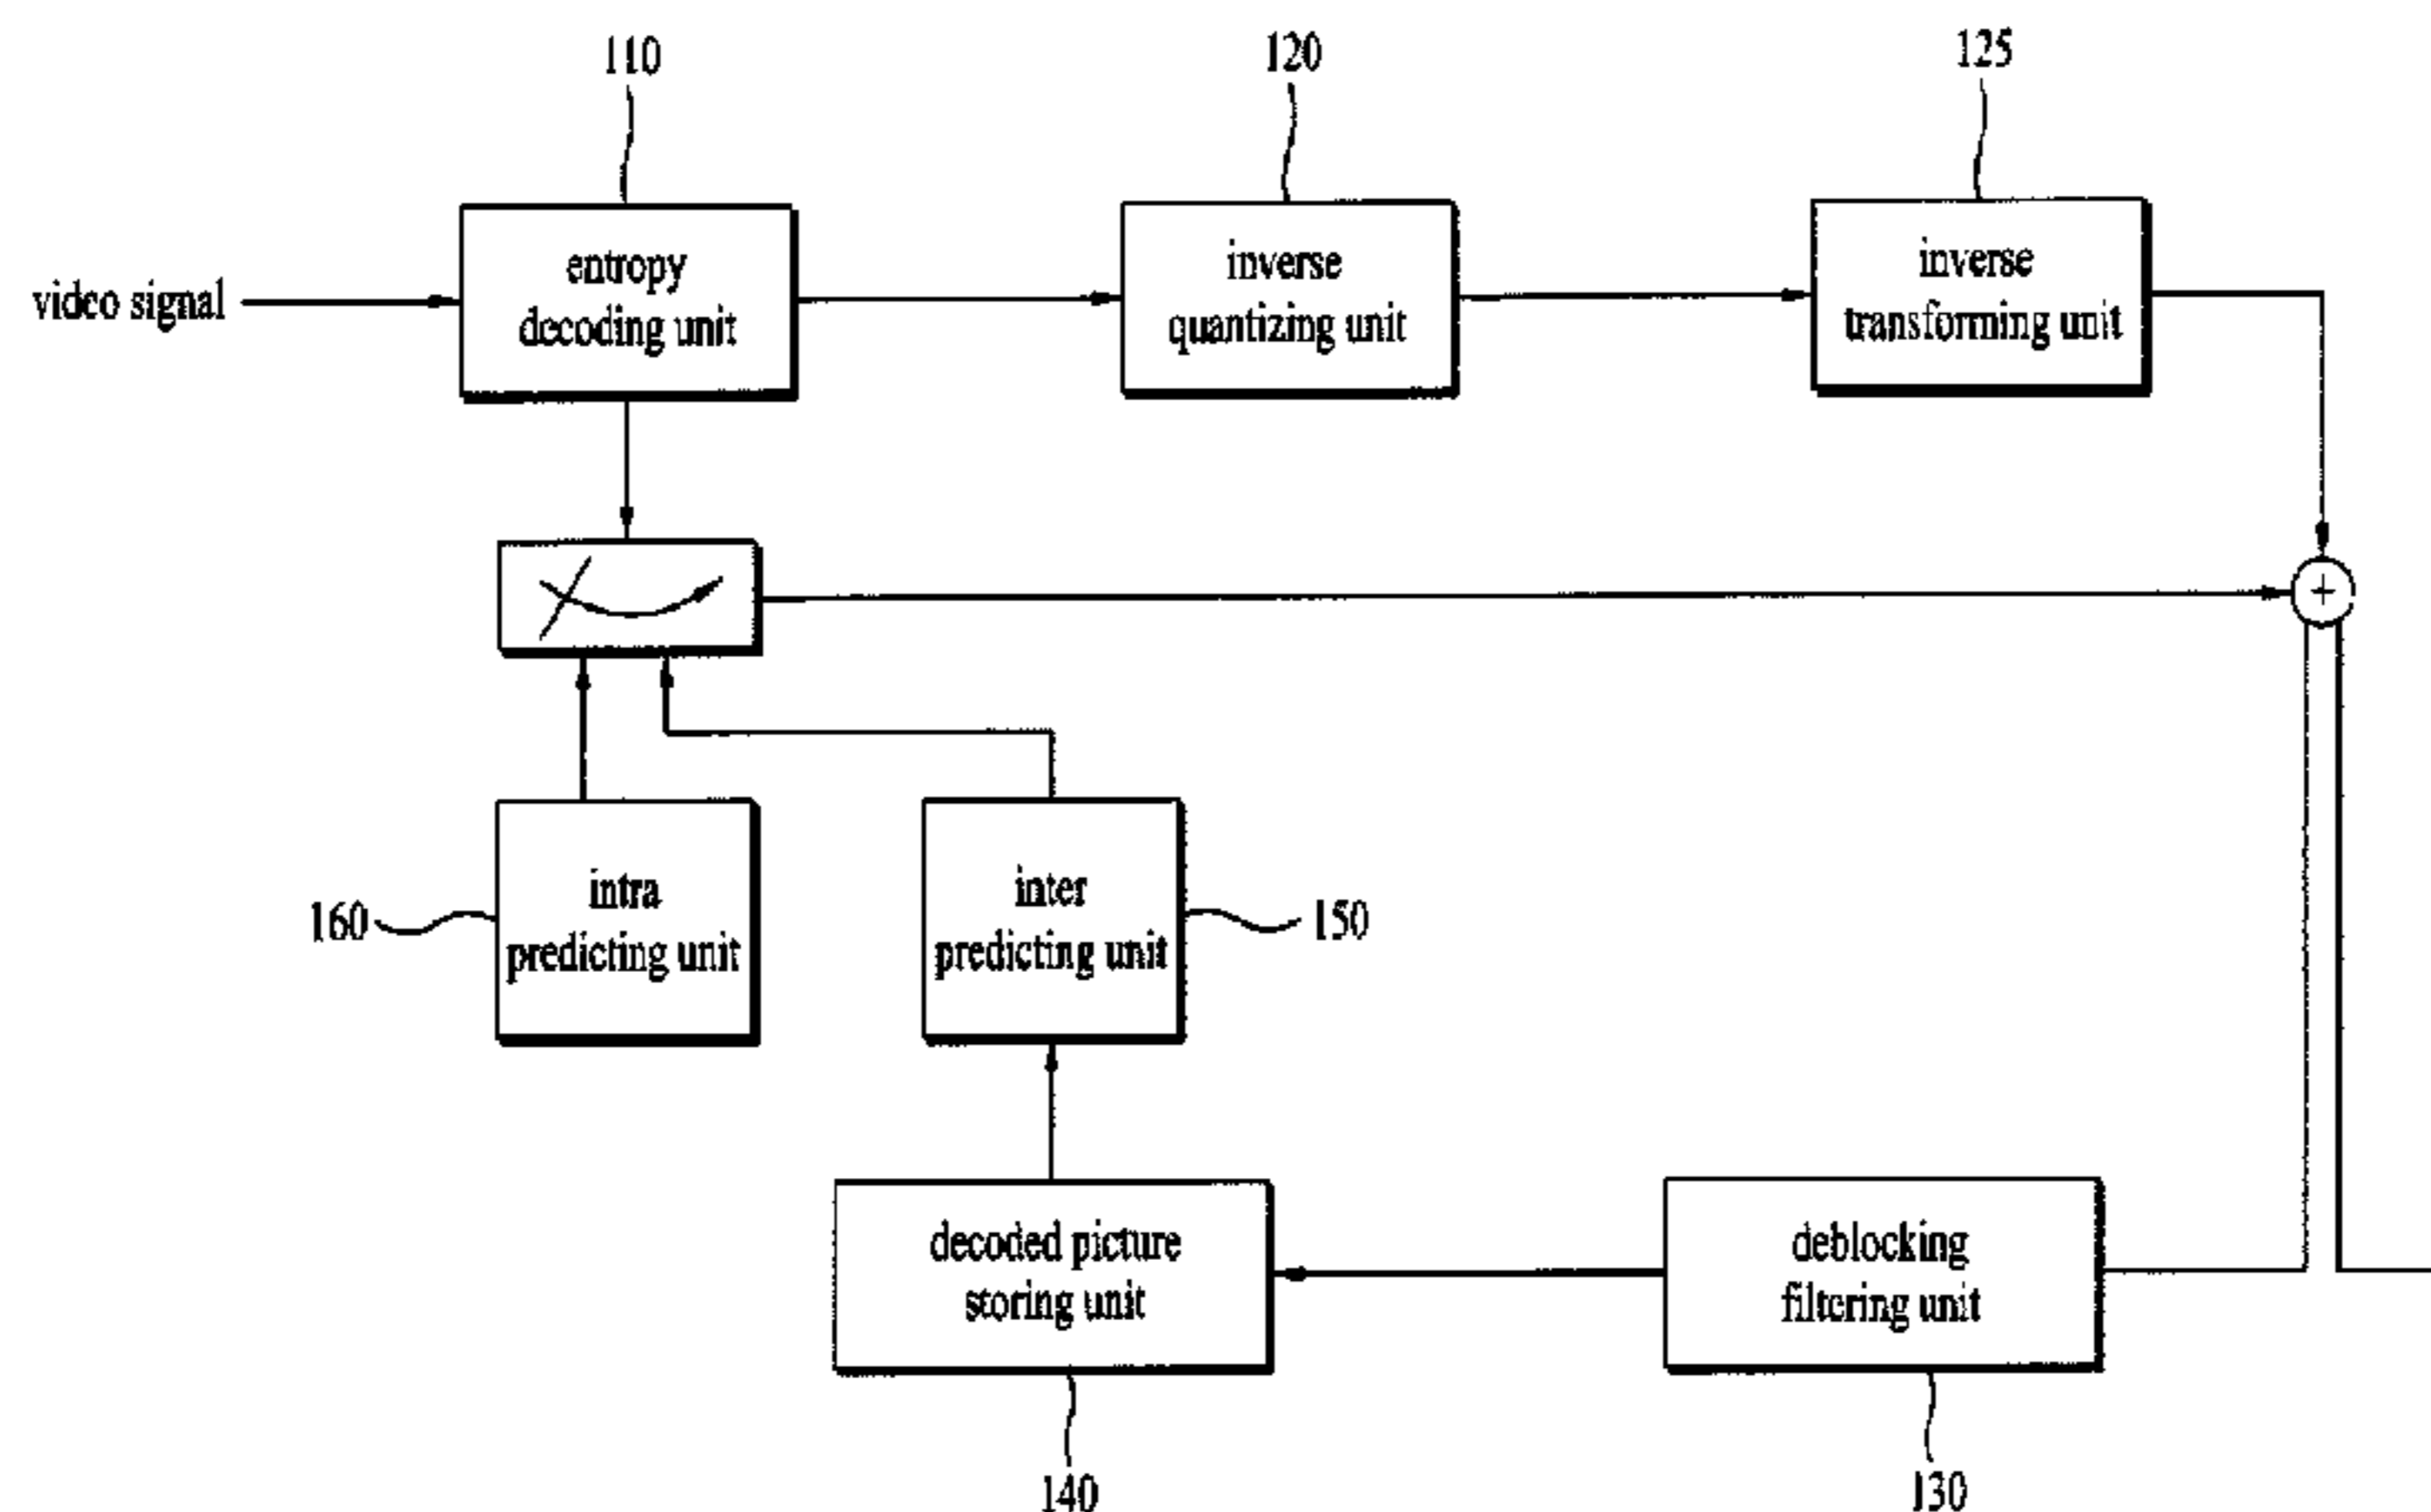 110
120
125
video signal
entropy
decoding unit
inverse
quantizing unit
inverse
transforming unit
+
160
intra
predicting unit
inter
predicting unit
150
decoded picture
storing unit
deblocking
filtering unit
140
130